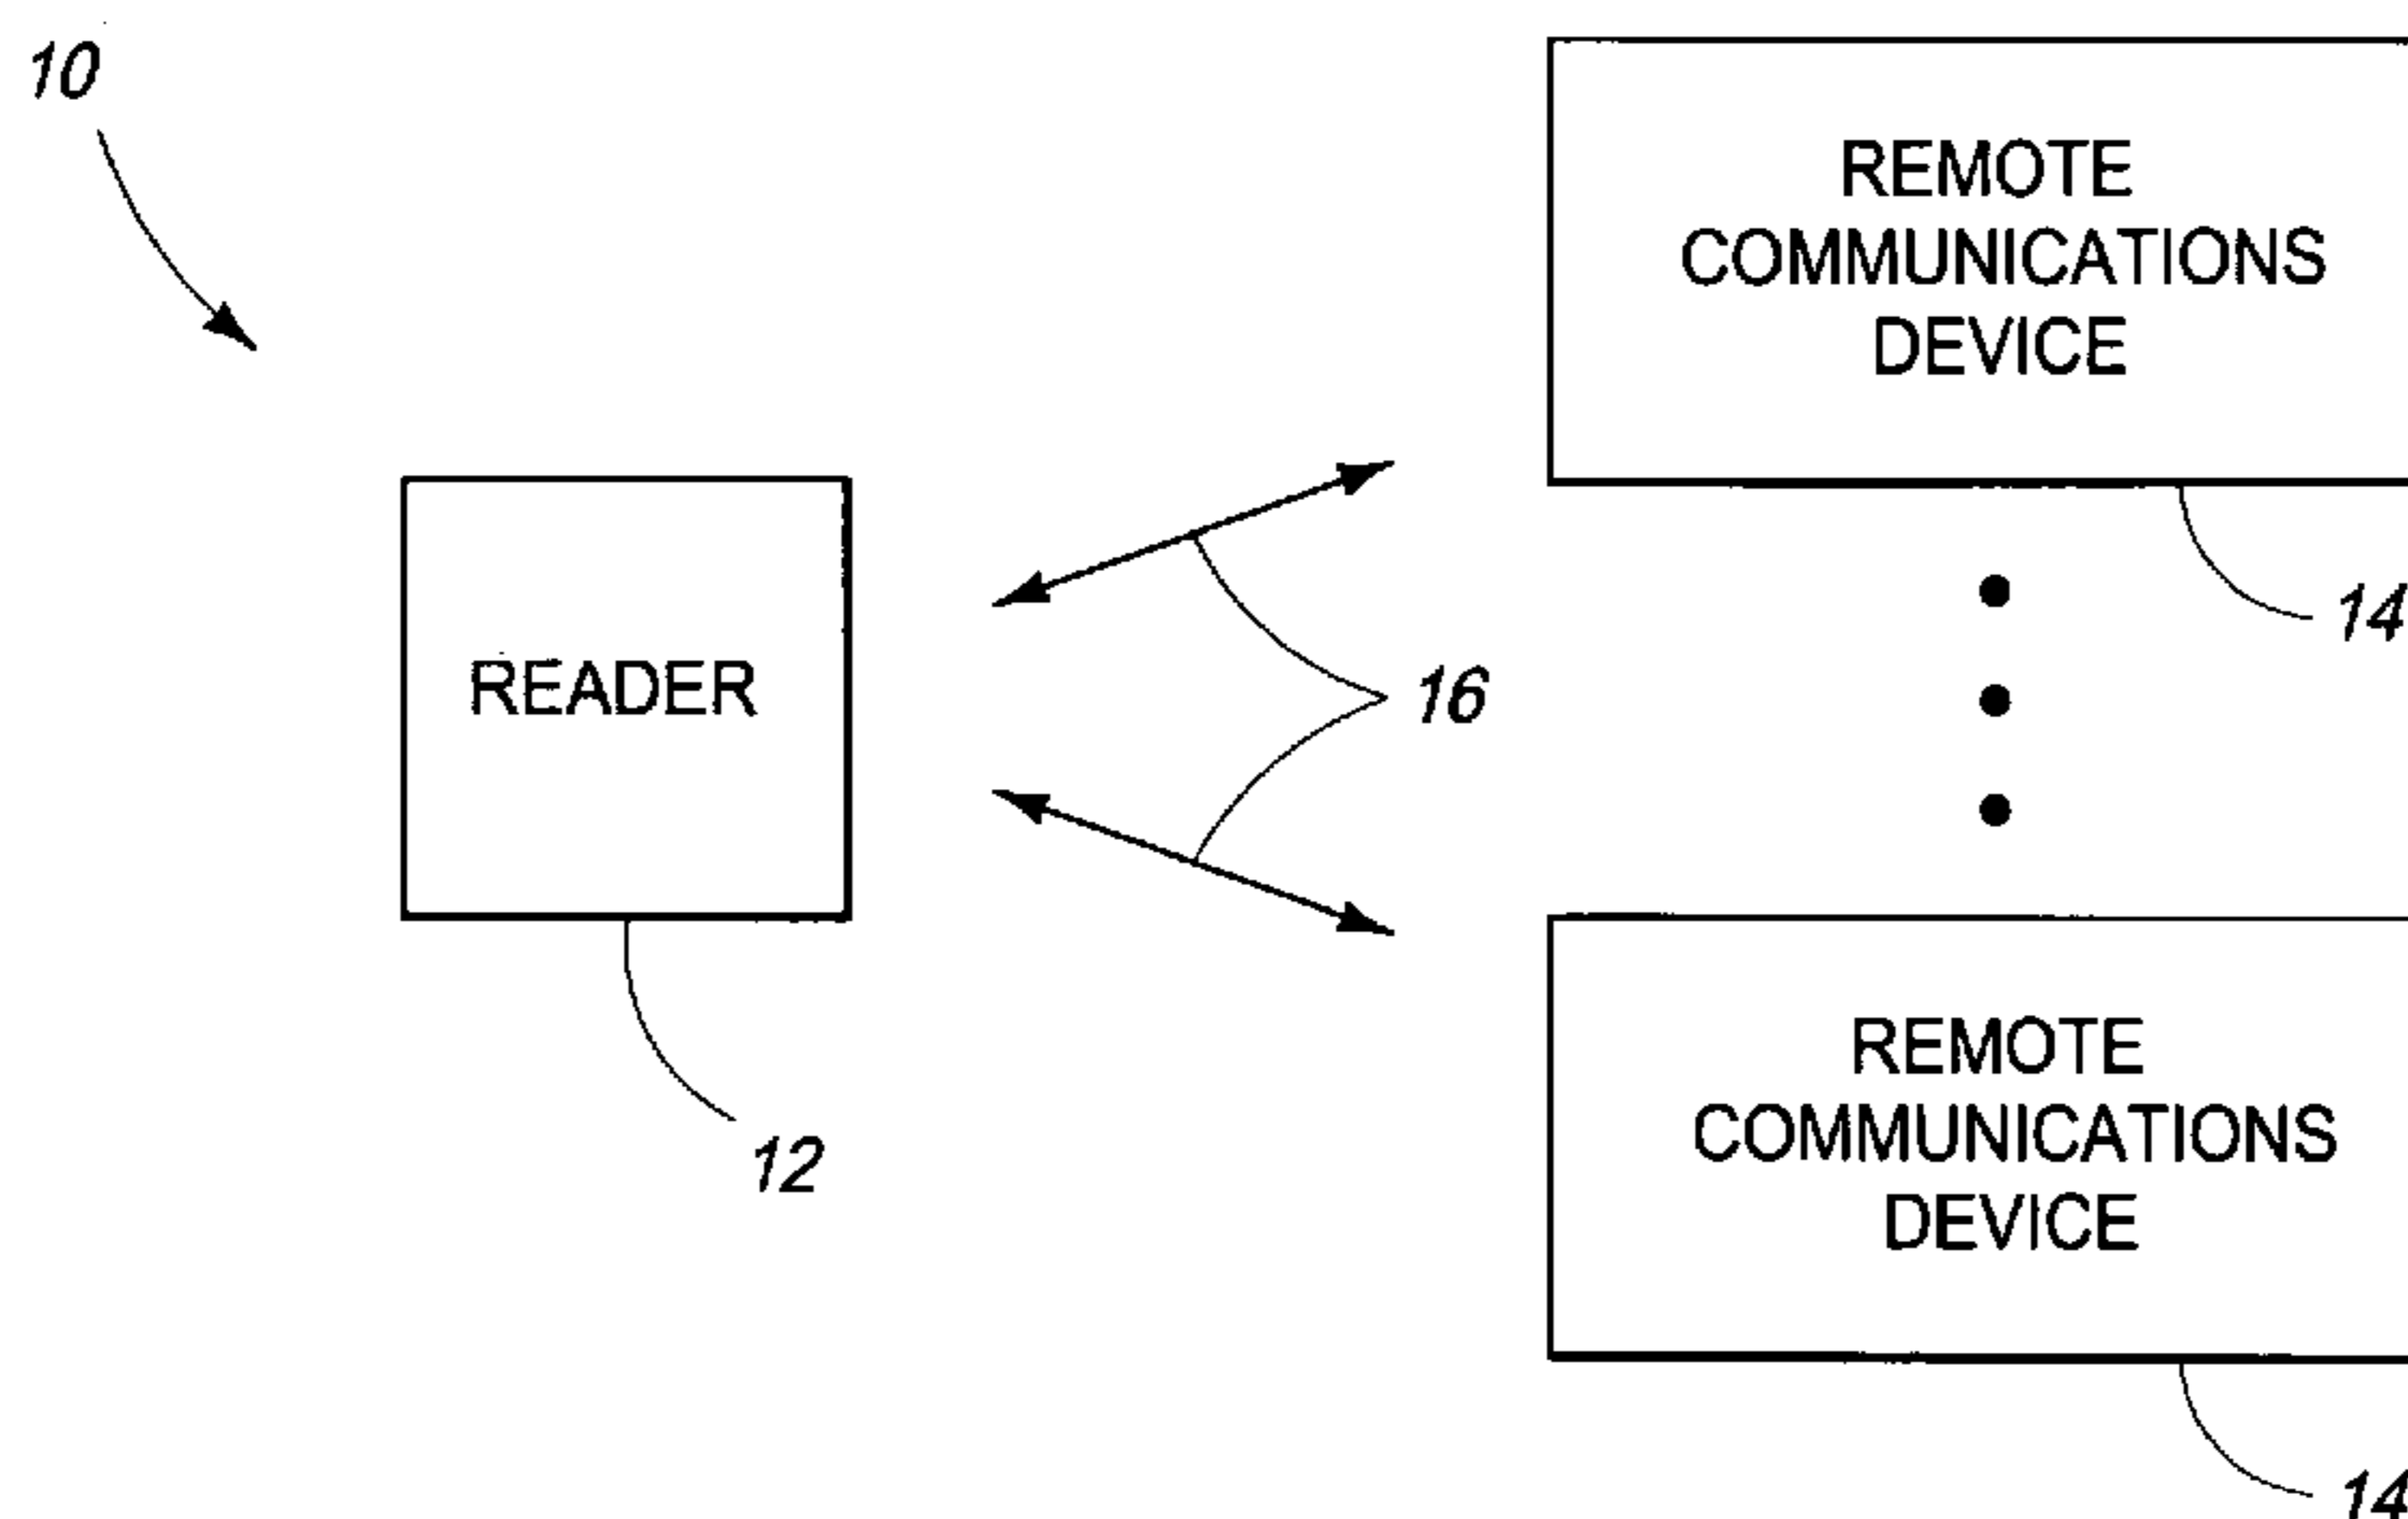 10
REMOTE
COMMUNICATIONS
DEVICE
14
READER
16
12
REMOTE
COMMUNICATIONS
DEVICE
14